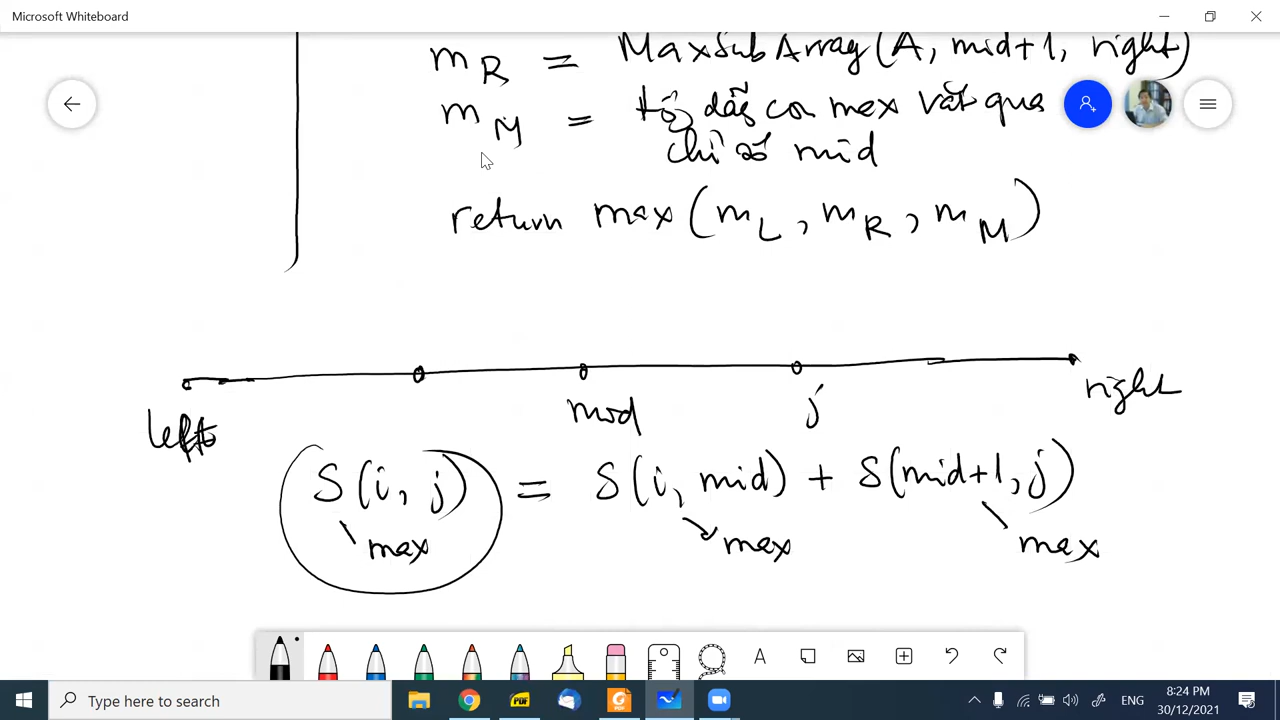 Microsoft Whiteboard
m_R = MaxSubArray(A, mid+1, right)
m_M = tổng dãy con max vắt qua
chỉ số mid
return max(m_L, m_R, m_M)
left mid j right
S(i, j) = S(i, mid) + S(mid+1, j)
max max max
Type here to search
ENG
8:24 PM
30/12/2021